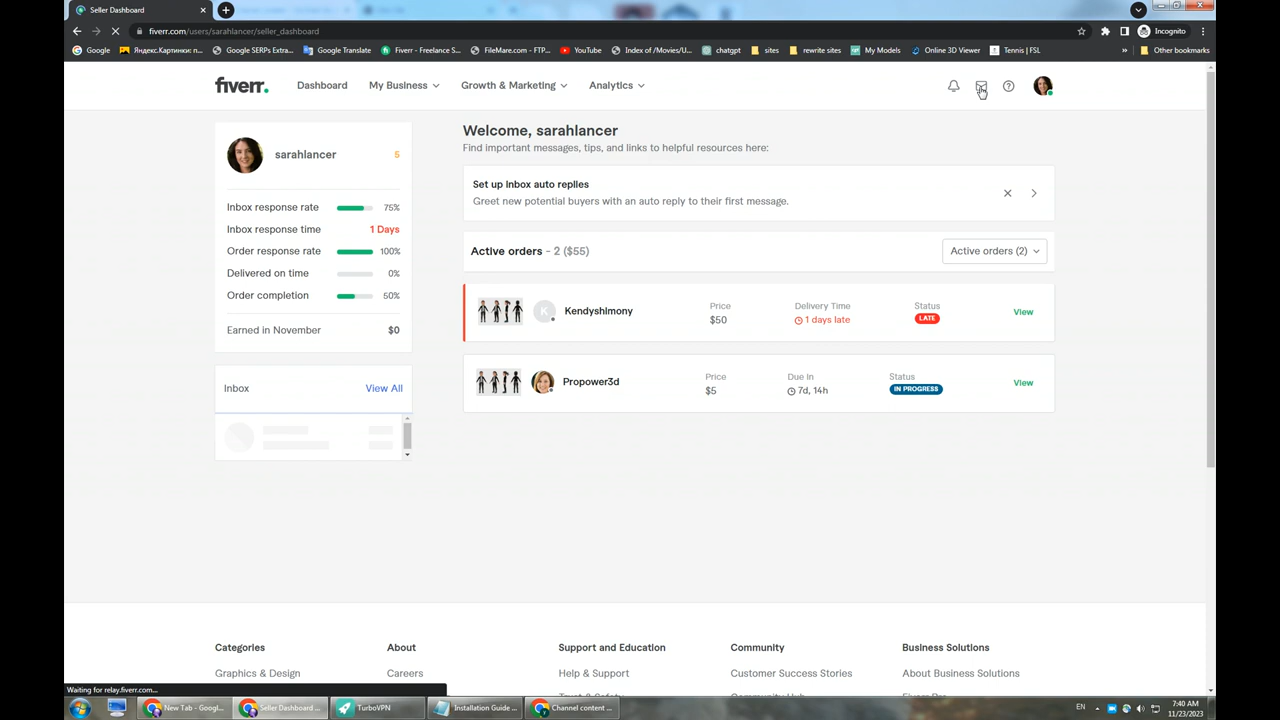 Seller Dashboard
fiverr.com/users/sarahlancer/seller_dashboard
Incognito
Google
Яндекс.Картинки: п...
Google SERPs Extra...
Google Translate
Fiverr - Freelance S...
FileMare.com - FTP...
YouTube
Index of /Movies/U...
chatgpt
sites
rewrite sites
My Models
Online 3D Viewer
Tennis | FSL
»
Other bookmarks
fiverr.
Dashboard
My Business
Growth & Marketing
Analytics
sarahlancer
5
Inbox response rate
75%
Inbox response time
1 Days
Order response rate
100%
Delivered on time
0%
Order completion
50%
Earned in November
$0
Inbox
View All
Welcome, sarahlancer
Find important messages, tips, and links to helpful resources here:
Set up Inbox auto replies
Greet new potential buyers with an auto reply to their first message.
Active orders - 2 ($55)
Active orders (2)
K
Kendyshlmony
Price
$50
Delivery Time
1 days late
Status
LATE
View
Propower3d
Price
$5
Due In
7d, 14h
Status
IN PROGRESS
View
Categories
Graphics & Design
About
Careers
Support and Education
Help & Support
Community
Customer Success Stories
Business Solutions
About Business Solutions
Waiting for relay.fiverr.com...
New Tab - Googl...
Seller Dashboard ...
TurboVPN
Installation Guide ...
Channel content ...
EN
7:40 AM
11/23/2023